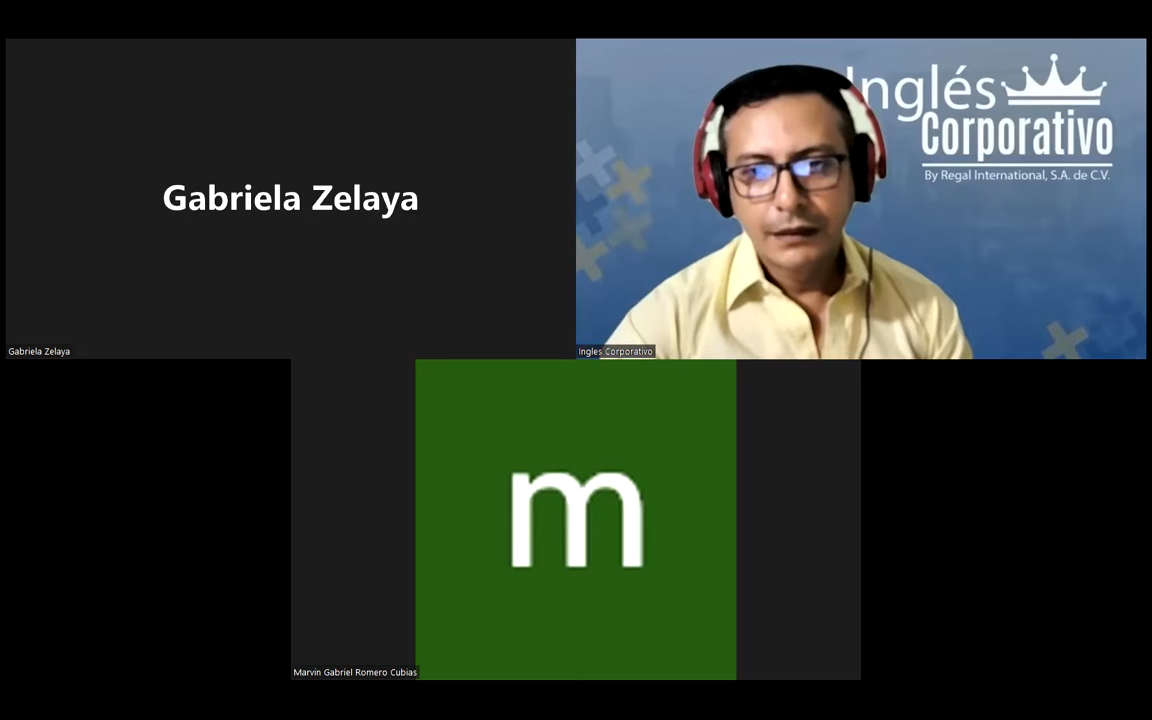 Gabriela Zelaya
Gabriela Zelaya
Inglés
Corporativo
By Regal International, S.A. de C.V.
Ingles Corporativo
m
Marvin Gabriel Romero Cubias